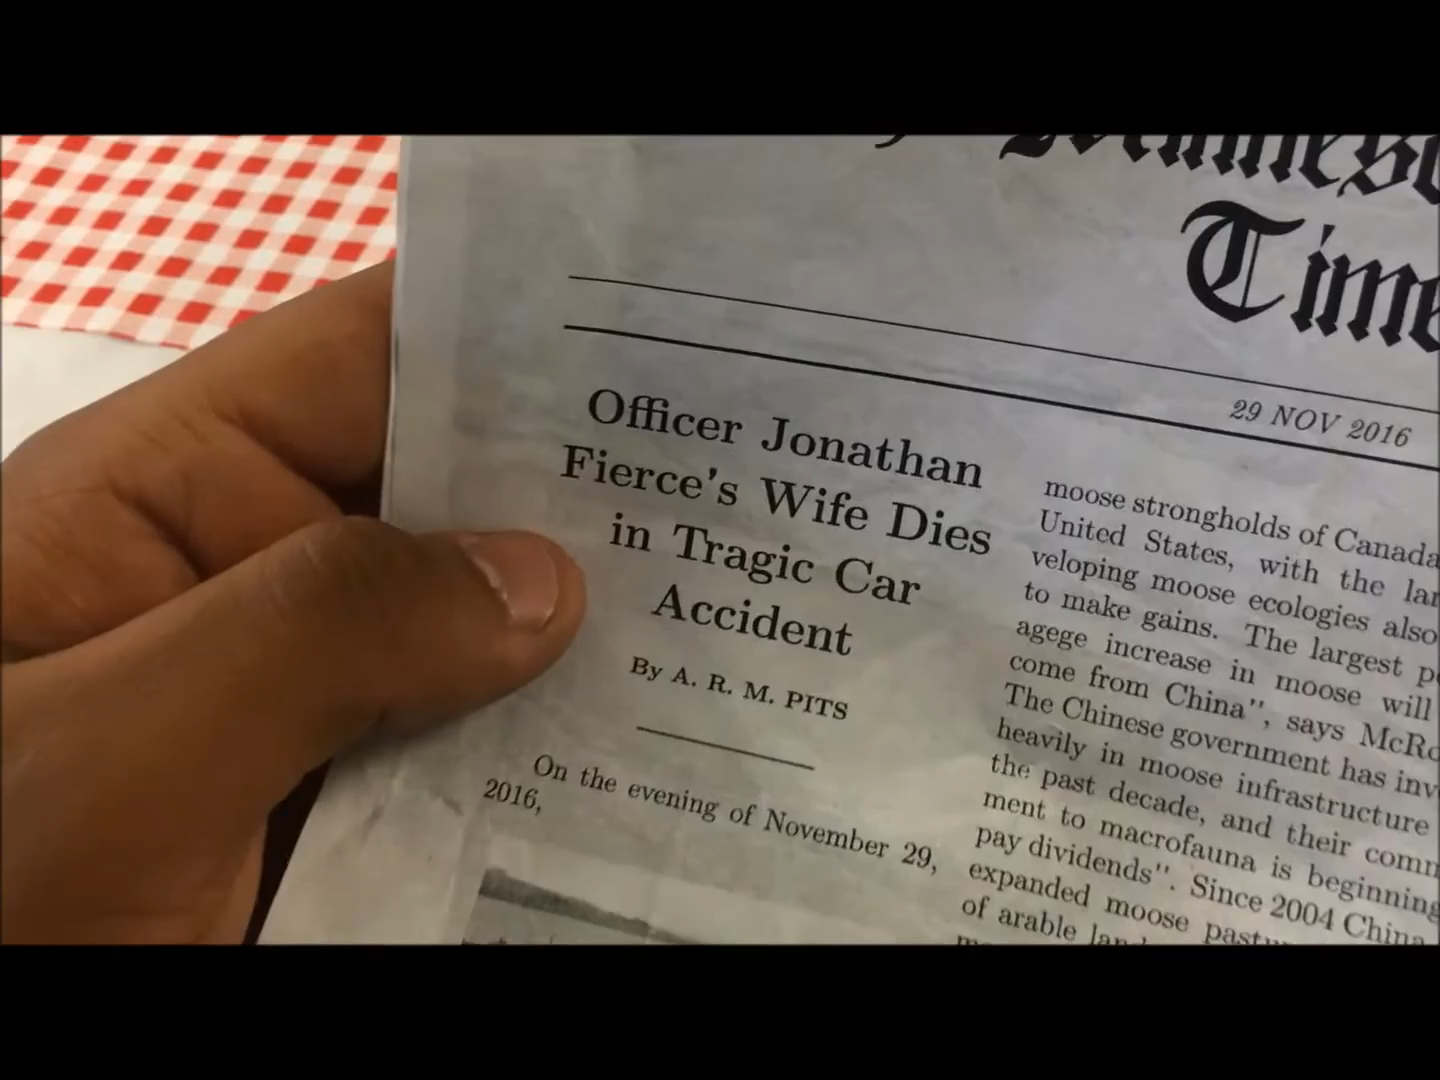 Times
29 NOV 2016
Officer Jonathan
Fierce's Wife Dies
in Tragic Car
Accident
By A. R. M. PITS
On the evening of November 29,
2016,
moose strongholds of Canada
United States, with the
veloping moose ecologies also
to make gains. The largest
agege increase in moose will
come from China", says
The Chinese government has
heavily in moose infrastructure
the past decade, and their
ment to macrofauna is beginning
pay dividends". Since 2004 China
expanded moose
of arable